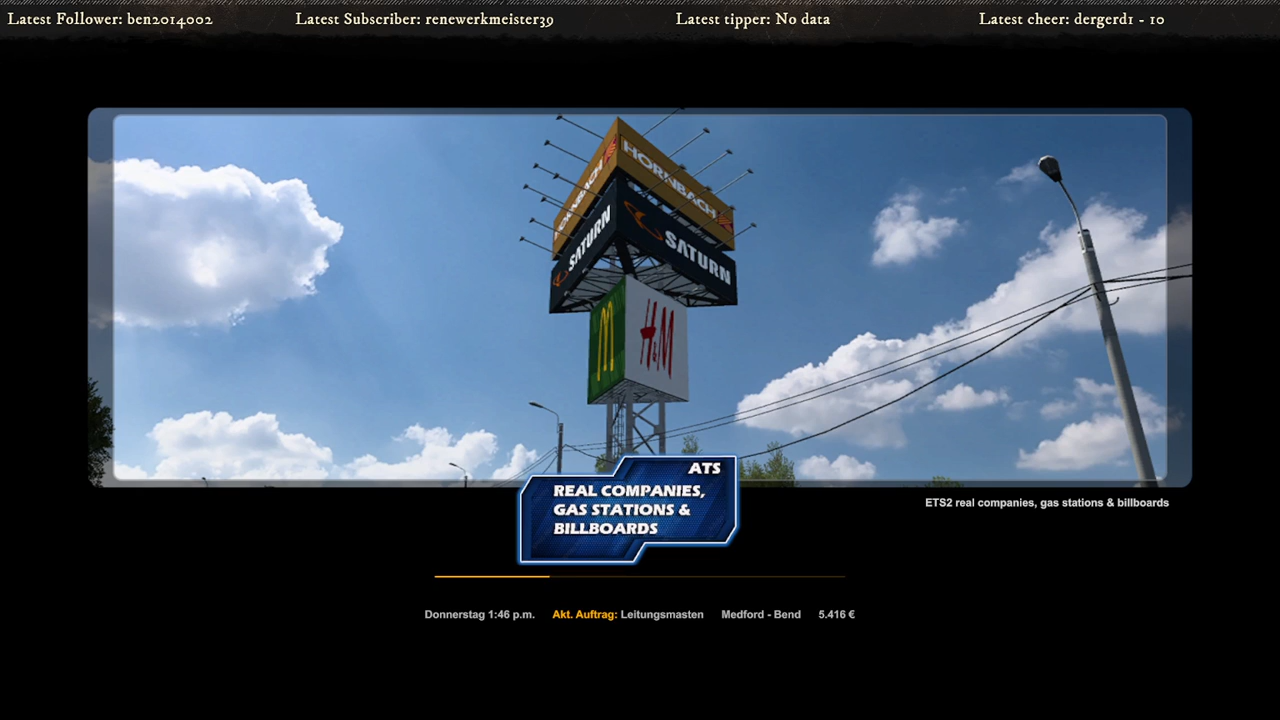 Latest Follower: ben2014002
Latest Subscriber: renewerkmeister39
Latest tipper: No data
Latest cheer: dergerd1 - 10
HORNBACH
HORNBACH
SATURN
SATURN
M
H&M
ATS
REAL COMPANIES,
GAS STATIONS &
BILLBOARDS
ETS2 real companies, gas stations & billboards
Donnerstag 1:46 p.m.
Akt. Auftrag: Leitungsmasten
Medford - Bend
5.416 €